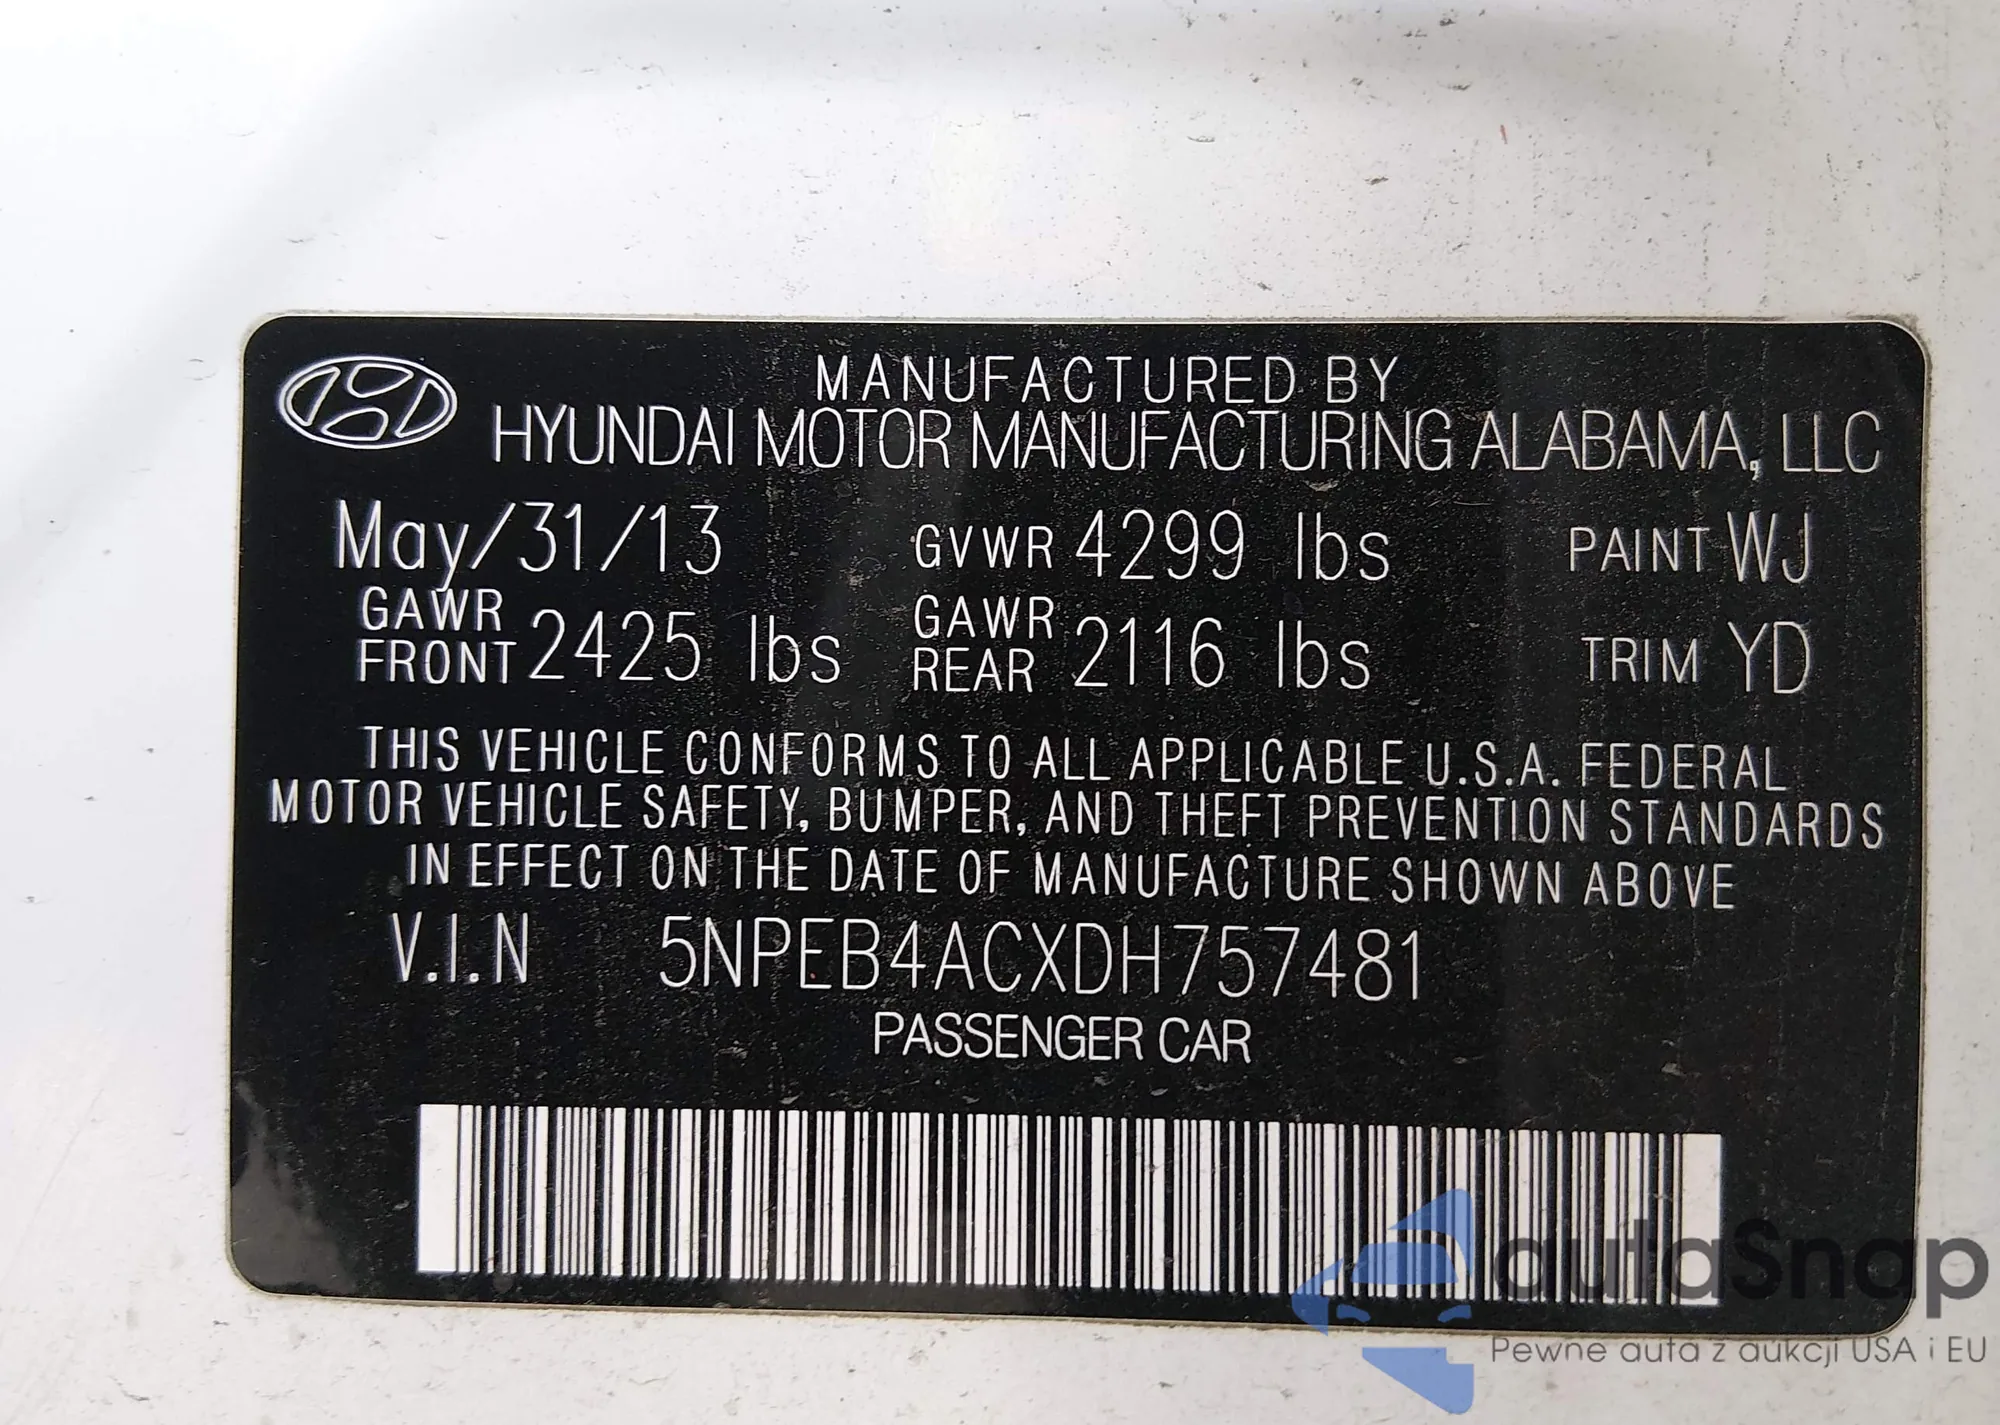 MANUFACTURED BY
HYUNDAI MOTOR MANUFACTURING ALABAMA, LLC
May/31/13 GVWR 4299 lbs PAINT WJ
GAWR FRONT 2425 lbs GAWR REAR 2116 lbs TRIM YD
THIS VEHICLE CONFORMS TO ALL APPLICABLE U.S.A. FEDERAL
MOTOR VEHICLE SAFETY, BUMPER, AND THEFT PREVENTION STANDARDS
IN EFFECT ON THE DATE OF MANUFACTURE SHOWN ABOVE
V.I.N 5NPEB4ACXDH757481
PASSENGER CAR
autaSnap
Pewne auta z aukcji USA i EU